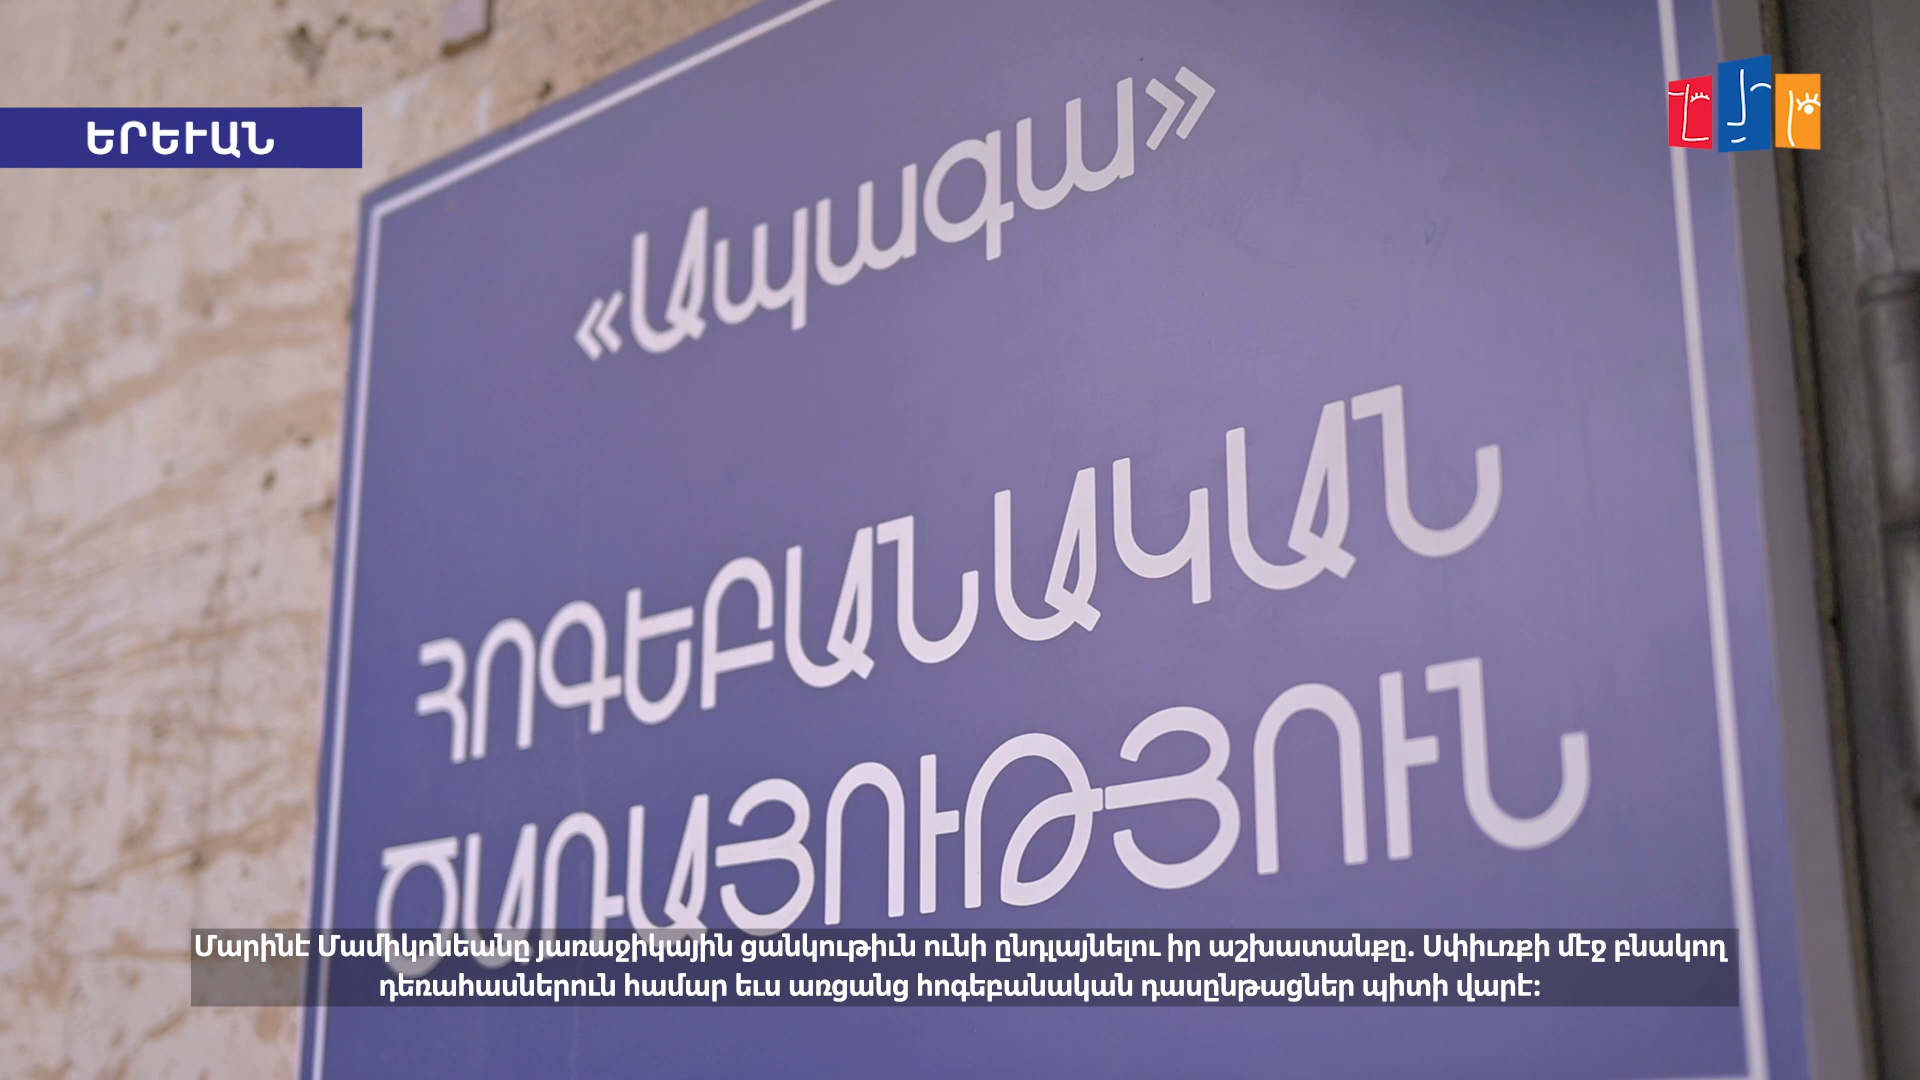 ԵՐԵՒԱՆ
«Ապագա»
ՀՈԳԵԲԱՆԱԿԱՆ
ԾԱՌԱՅՈՒԹՅՈՒՆ
Մարինէ Մամիկոնեանը յառաջիկային ցանկութիւն ունի ընդլայնելու իր աշխատանքը. Սփիւռքի մէջ բնակող
դեռահասներուն համար եւս առցանց հոգեբանական դասընթացներ պիտի վարէ: